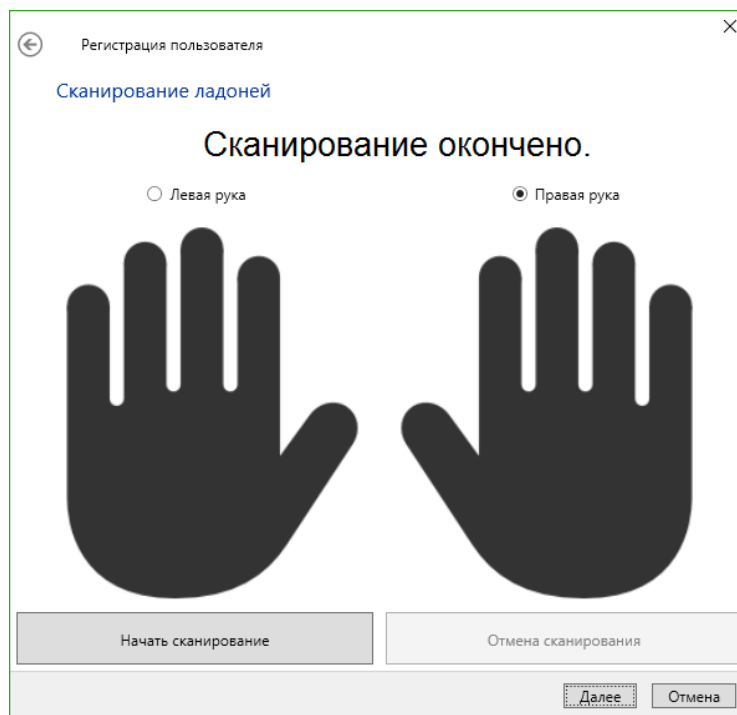 Регистрация пользователя
Сканирование ладоней
Сканирование окончено.
Левая рука
Правая рука
Начать сканирование
Отмена сканирования
Далее
Отмена